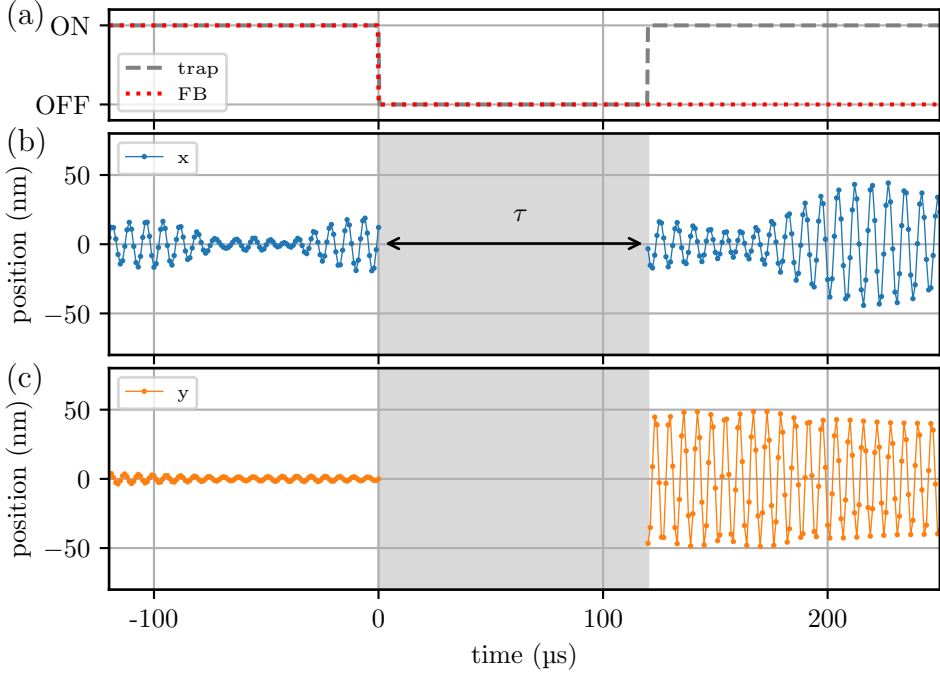 (a)
ON
OFF
trap
FB
(b)
position (nm)
50
0
−50
x
τ
(c)
position (nm)
50
0
−50
y
-100
0
100
200
time (µs)